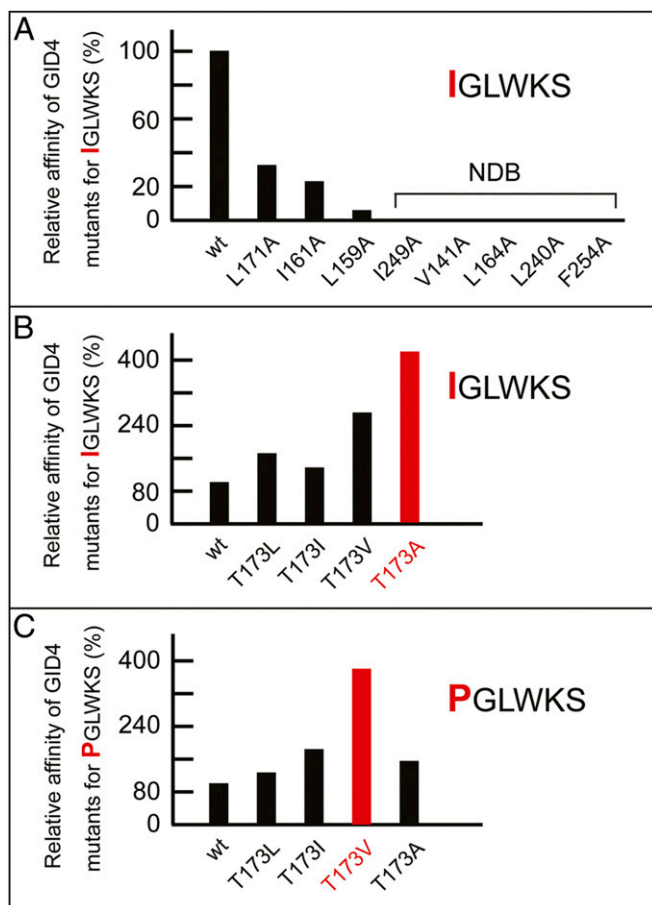 A
Relative affinity of GID4
mutants for IGLWKS (%)
100
60
20
0
IGLWKS
NDB
wt
L171A
I161A
L159A
I249A
V141A
L164A
L240A
F254A
B
Relative affinity of GID4
mutants for IGLWKS (%)
400
240
80
0
IGLWKS
wt
T173L
T173I
T173V
T173A
C
Relative affinity of GID4
mutants for PGLWKS (%)
400
240
80
0
PGLWKS
wt
T173L
T173I
T173V
T173A